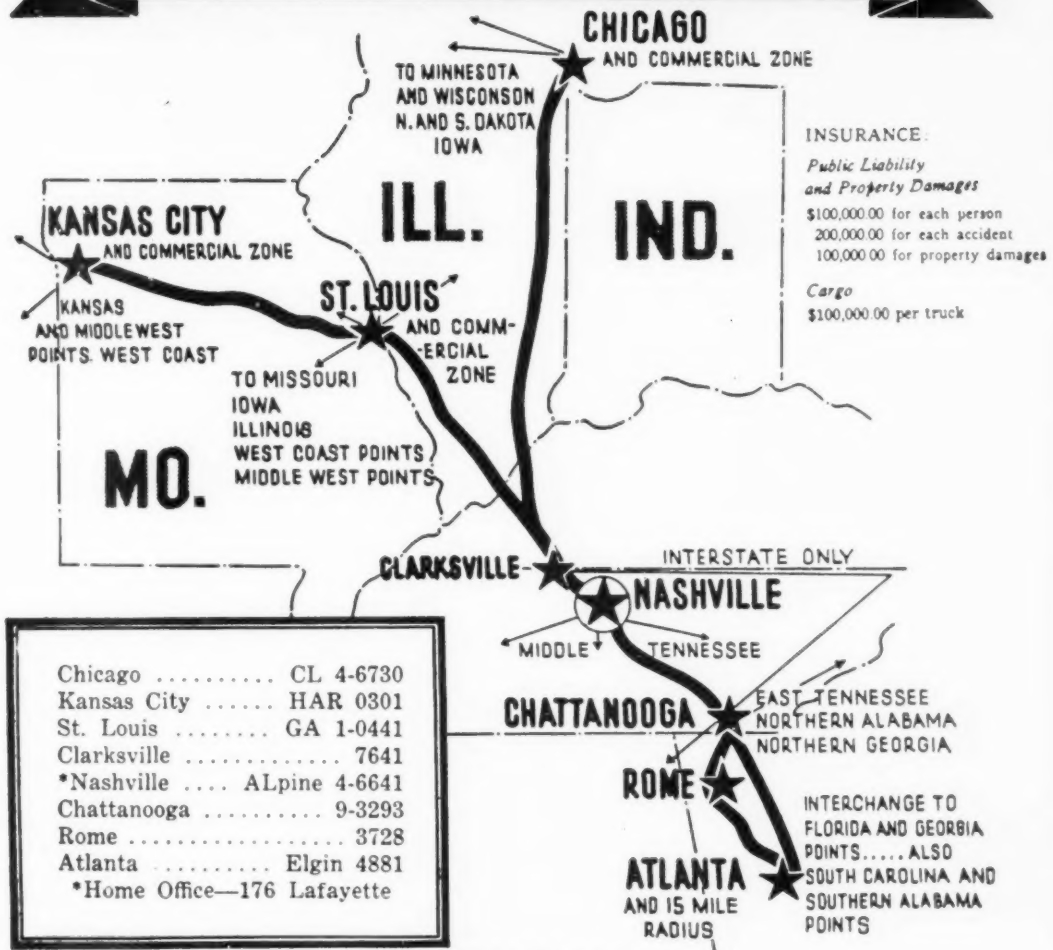 CHICAGO
AND COMMERCIAL ZONE
TO MINNESOTA
AND WISCONSON
N. AND S. DAKOTA
IOWA
INSURANCE:
Public Liability
and Property Damages
$100,000.00 for each person
200,000.00 for each accident
100,000.00 for property damages
Cargo
$100,000.00 per truck
ILL.
IND.
KANSAS CITY
AND COMMERCIAL ZONE
KANSAS
AND MIDDLEWEST
POINTS. WEST COAST
ST. LOUIS
AND COMM-
-ERCIAL
ZONE
TO MISSOURI
IOWA
ILLINOIS
WEST COAST POINTS
MIDDLE WEST POINTS
MO.
CLARKSVILLE
INTERSTATE ONLY
NASHVILLE
MIDDLE TENNESSEE
CHATTANOOGA
EAST TENNESSEE
NORTHERN ALABAMA
NORTHERN GEORGIA
ROME
ATLANTA
AND 15 MILE
RADIUS
INTERCHANGE TO
FLORIDA AND GEORGIA
POINTS.....ALSO
SOUTH CAROLINA AND
SOUTHERN ALABAMA
POINTS
Chicago .......... CL 4-6730
Kansas City ...... HAR 0301
St. Louis ........ GA 1-0441
Clarksville ............. 7641
*Nashville .... ALpine 4-6641
Chattanooga .......... 9-3293
Rome ................... 3728
Atlanta .......... Elgin 4881
*Home Office—176 Lafayette